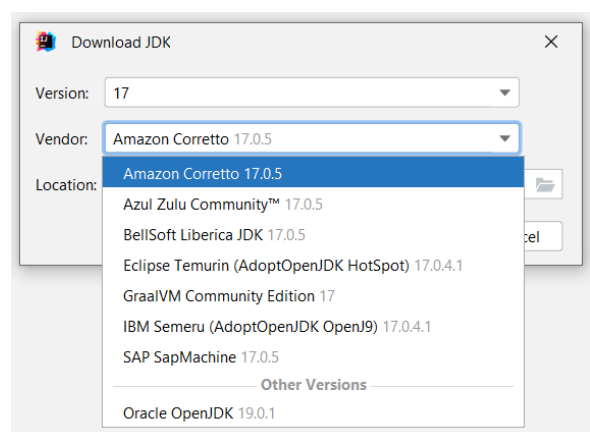 Download JDK
Version: 17
Vendor: Amazon Corretto 17.0.5
Amazon Corretto 17.0.5
Location:
Azul Zulu Community™ 17.0.5
BellSoft Liberica JDK 17.0.5
cel
Eclipse Temurin (AdoptOpenJDK HotSpot) 17.0.4.1
GraalVM Community Edition 17
IBM Semeru (AdoptOpenJDK OpenJ9) 17.0.4.1
SAP SapMachine 17.0.5
Other Versions
Oracle OpenJDK 19.0.1